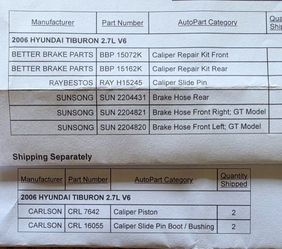 Manufacturer Part Number AutoPart Category Quantity Shipped
2006 HYUNDAI TIBURON 2.7L V6
BETTER BRAKE PARTS BBP 15072K Caliper Repair Kit Front
BETTER BRAKE PARTS BBP 15162K Caliper Repair Kit Rear
RAYBESTOS RAY H15245 Caliper Slide Pin
SUNSONG SUN 2204431 Brake Hose Rear
SUNSONG SUN 2204821 Brake Hose Front Right; GT Model
SUNSONG SUN 2204820 Brake Hose Front Left; GT Model
Shipping Separately
Manufacturer Part Number AutoPart Category Quantity Shipped
2006 HYUNDAI TIBURON 2.7L V6
CARLSON CRL 7642 Caliper Piston 2
CARLSON CRL 16055 Caliper Slide Pin Boot / Bushing 2